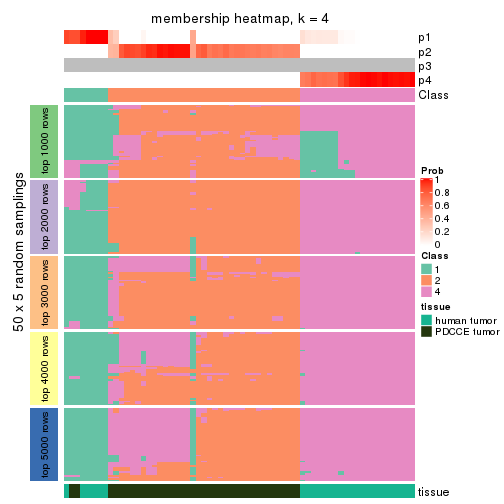 membership heatmap, k = 4
p1
p2
p3
p4
Class
50 x 5 random samplings
top 1000 rows
top 2000 rows
top 3000 rows
top 4000 rows
top 5000 rows
tissue
Prob
1
0.8
0.6
0.4
0.2
0
Class
1
2
4
tissue
human tumor
PDCCE tumor